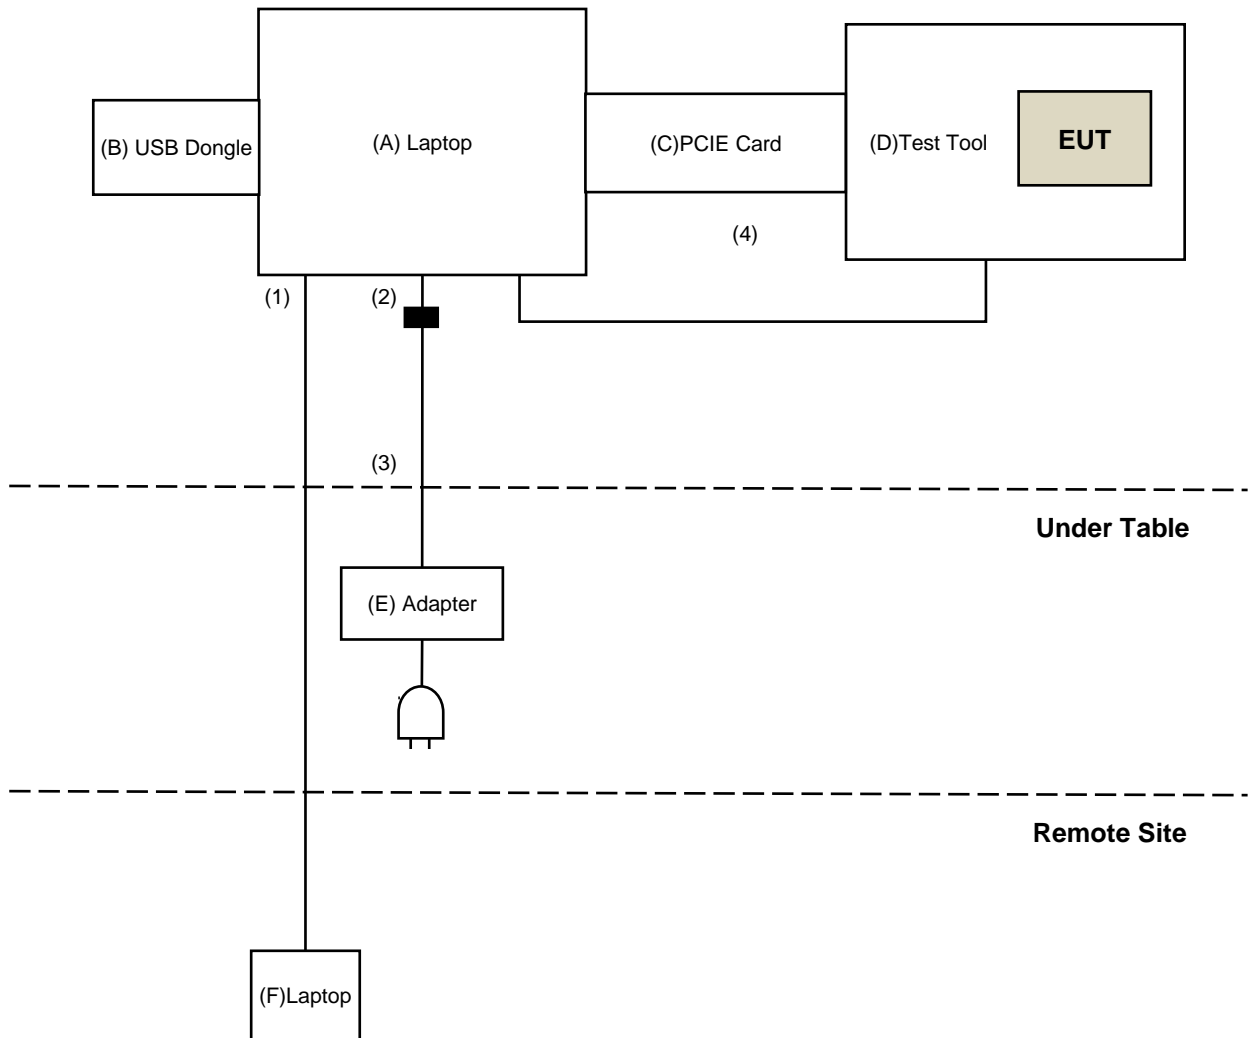 (B) USB Dongle
(A) Laptop
(C)PCIE Card
(D)Test Tool
EUT
(4)
(1)
(2)
(3)
Under Table
(E) Adapter
Remote Site
(F)Laptop